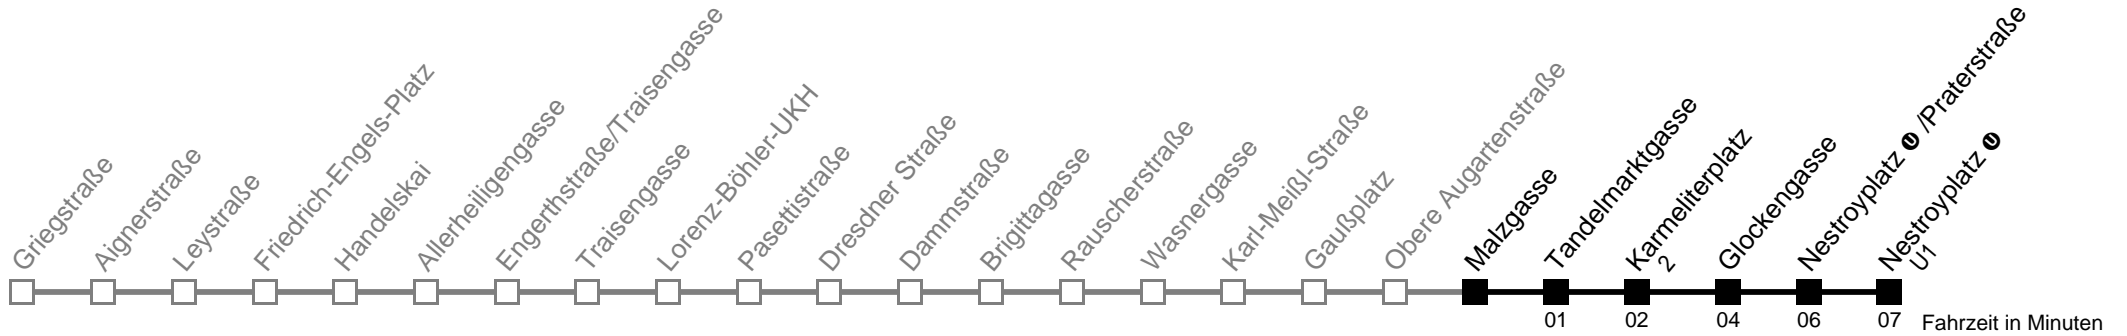 Griegstraße
Aignerstraße
Leystraße
Friedrich-Engels-Platz
Handelskai
Allerheiligengasse
Engerthstraße/Traisengasse
Traisengasse
Lorenz-Böhler-UKH
Pasettistraße
Dresdner Straße
Dammstraße
Brigittagasse
Rauscherstraße
Wasnergasse
Karl-Meißl-Straße
Gaußplatz
Obere Augartenstraße
Malzgasse
Tandelmarktgasse
Karmeliterplatz
2
Glockengasse
Nestroyplatz U /Praterstraße
Nestroyplatz U
U1
01 02 04 06 07 Fahrzeit in Minuten